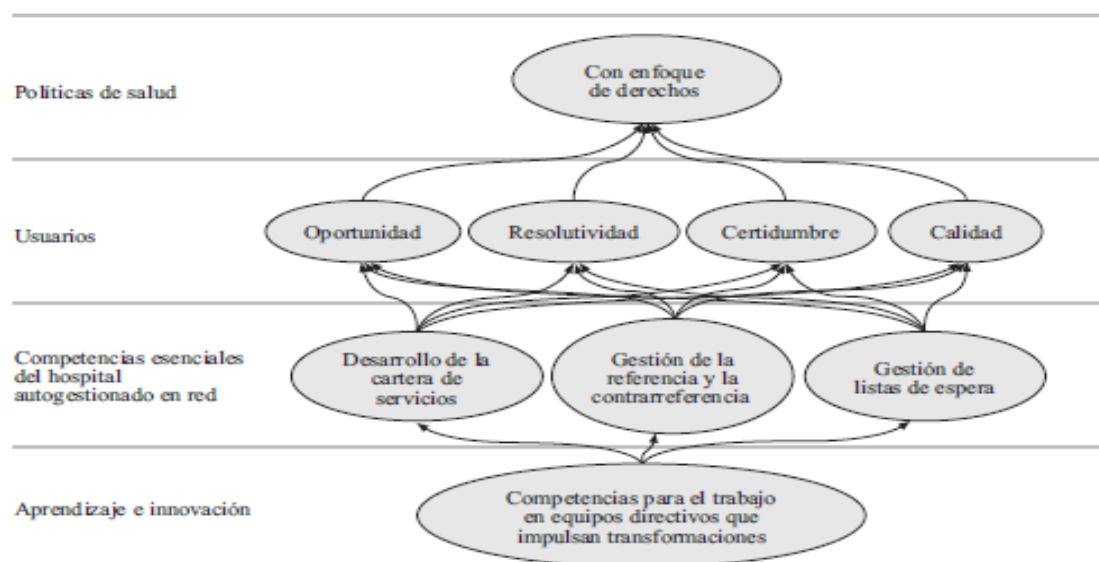 Políticas de salud
Con enfoque
de derechos
Usuarios
Oportunidad
Resolutividad
Certidumbre
Calidad
Competencias esenciales
del hospital
autogestionado en red
Desarrollo de la
cartera de
servicios
Gestión de la
referencia y la
contrarreferencia
Gestión de
listas de espera
Aprendizaje e innovación
Competencias para el trabajo
en equipos directivos que
impulsan transformaciones